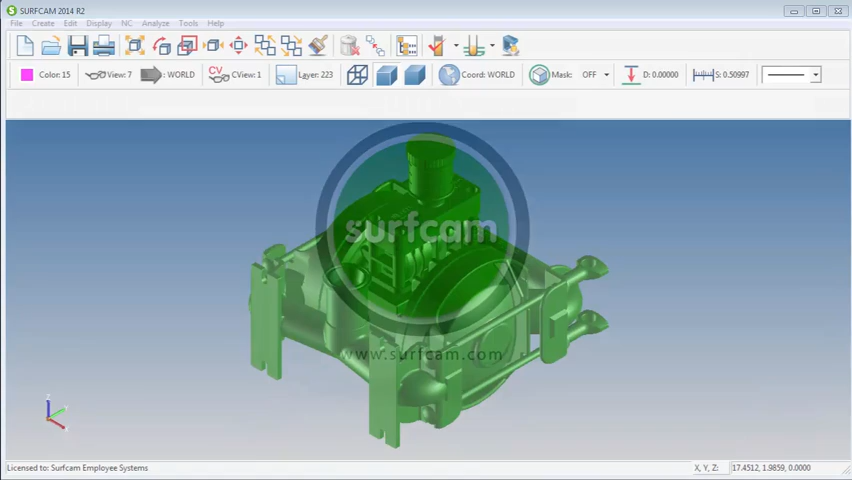 SURFCAM 2014 R2
File Create Edit Display NC Analyze Tools Help
Color: 15 View: 7 : WORLD CV CView: 1 Layer: 223 Coord: WORLD Mask: OFF D: 0.00000 S: 0.50997
surfcam
www.surfcam.com
Licensed to: Surfcam Employee Systems X, Y, Z: 17.4512, 1.9859, 0.0000